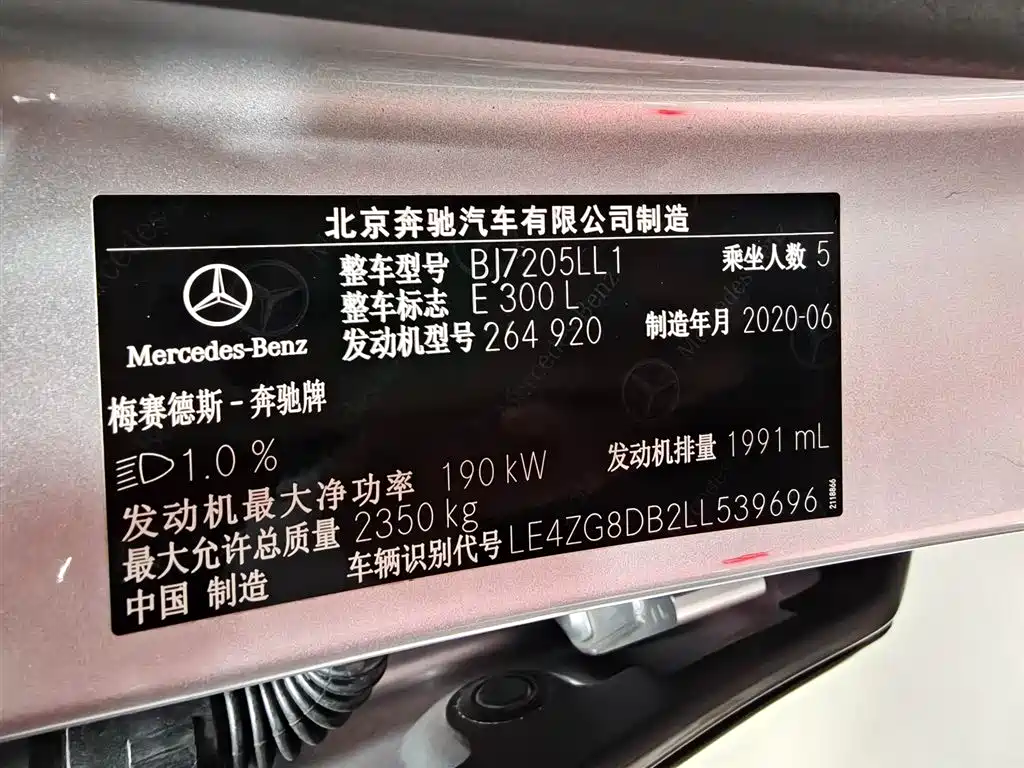 北京奔驰汽车有限公司制造
整车型号 BJ7205LL1 乘坐人数 5
整车标志 E 300 L
发动机型号 264 920 制造年月 2020-06
Mercedes-Benz
梅赛德斯 - 奔驰牌
1.0 %
发动机最大净功率 190 kW 发动机排量 1991 mL
最大允许总质量 2350 kg
中国 制造 车辆识别代号 LE4ZG8DB2LL539696
2118866